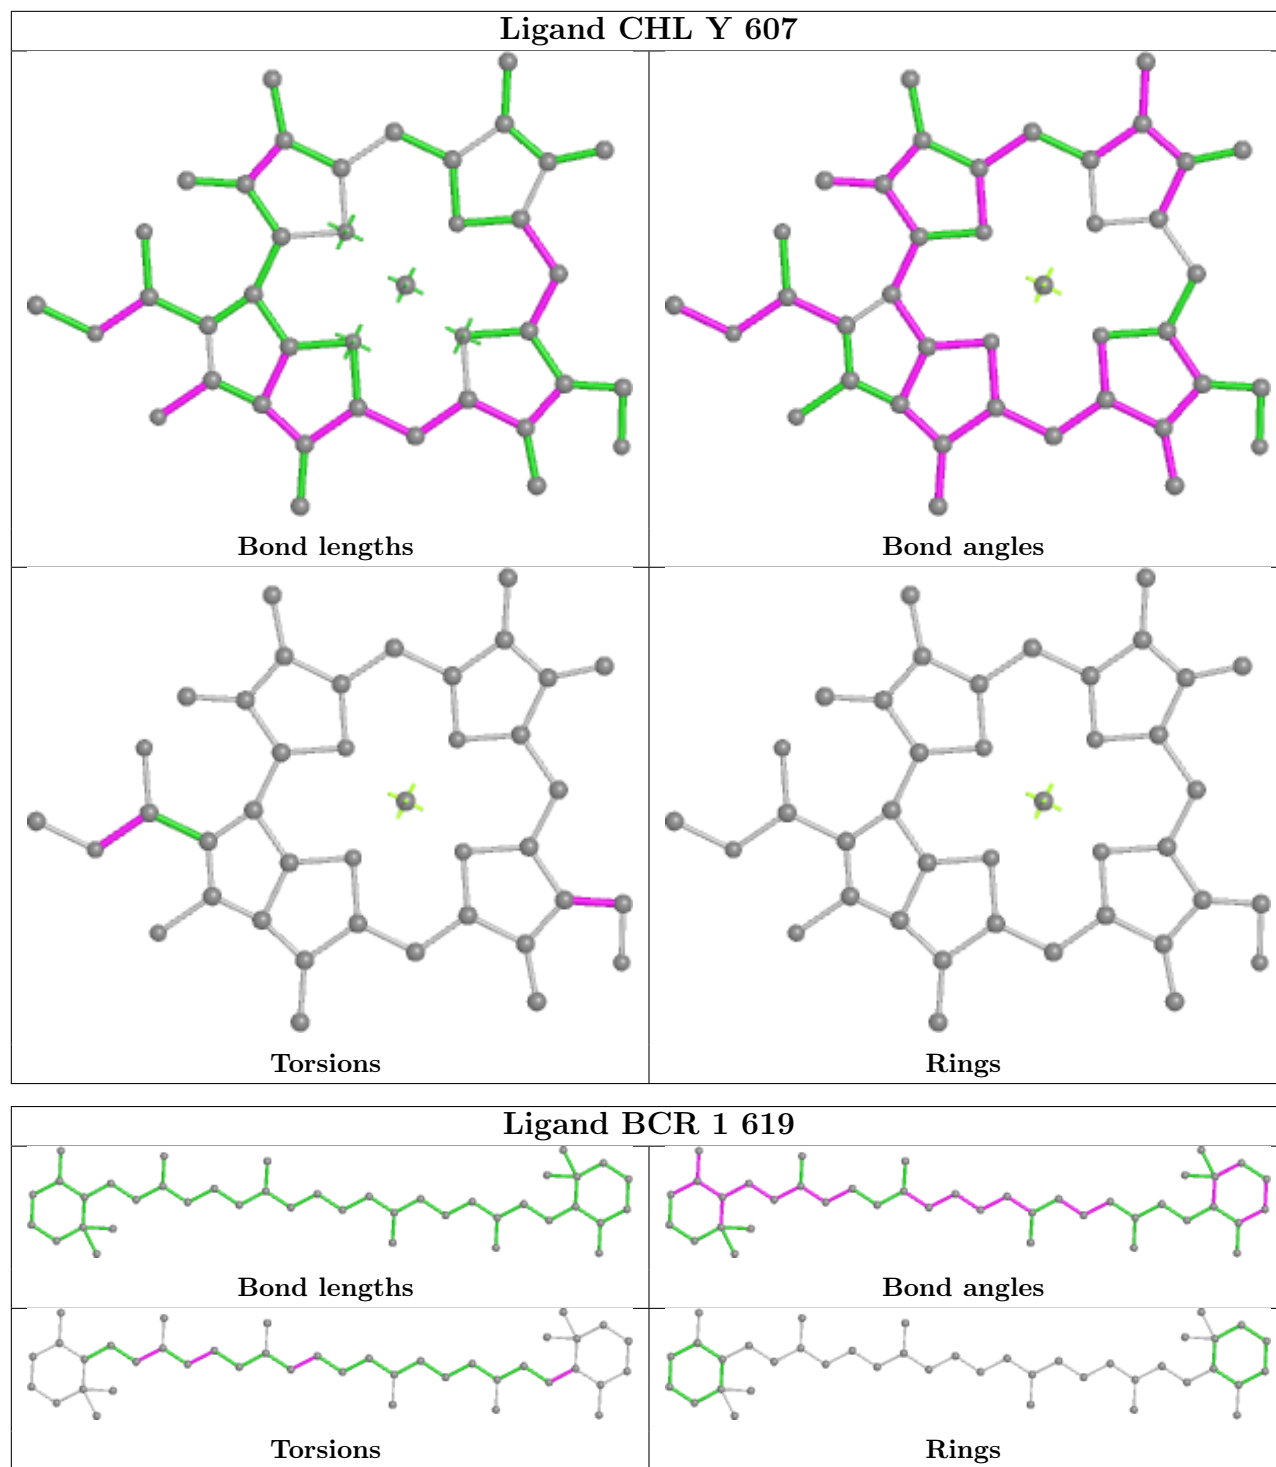 Ligand CHL Y 607
Bond lengths
Bond angles
Torsions
Rings
Ligand BCR 1 619
Bond lengths
Bond angles
Torsions
Rings